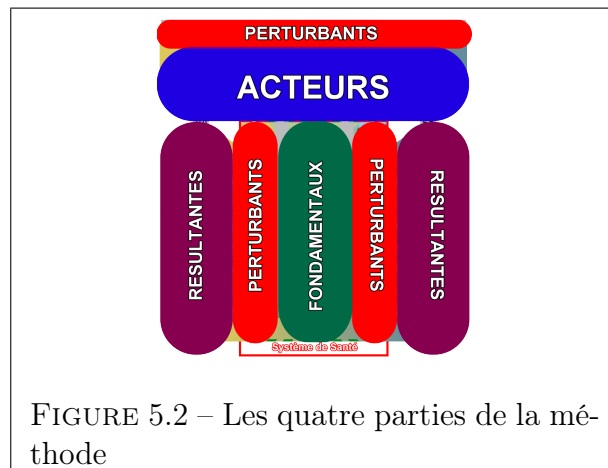 PERTURBANTS
ACTEURS
RESULTANTES
PERTURBANTS
FONDAMENTAUX
PERTURBANTS
RESULTANTES
Système de Santé
FIGURE 5.2 – Les quatre parties de la mé-
thode